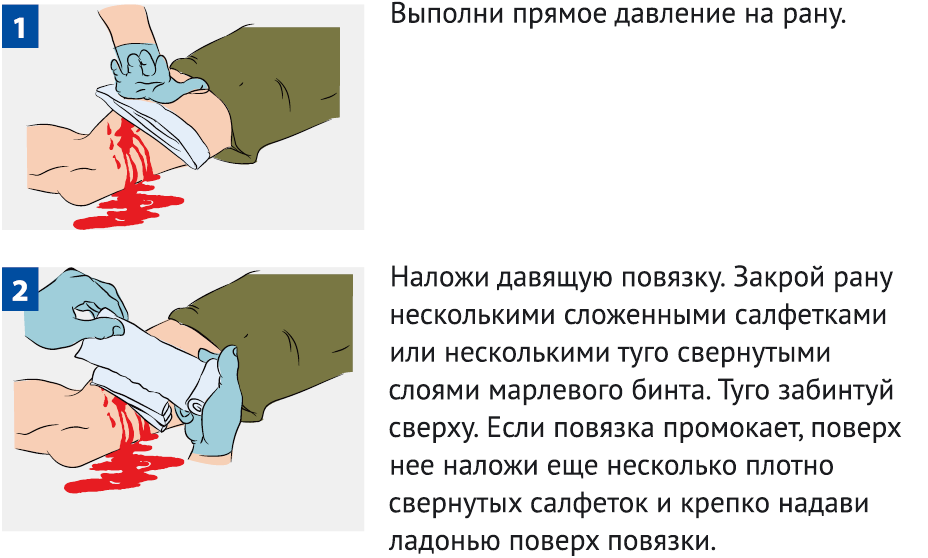 1
Выполни прямое давление на рану.
2
Наложи давящую повязку. Закрой рану
несколькими сложенными салфетками
или несколькими туго свернутыми
слоями марлевого бинта. Туго забинтуй
сверху. Если повязка промокает, поверх
нее наложи еще несколько плотно
свернутых салфеток и крепко надави
ладонью поверх повязки.